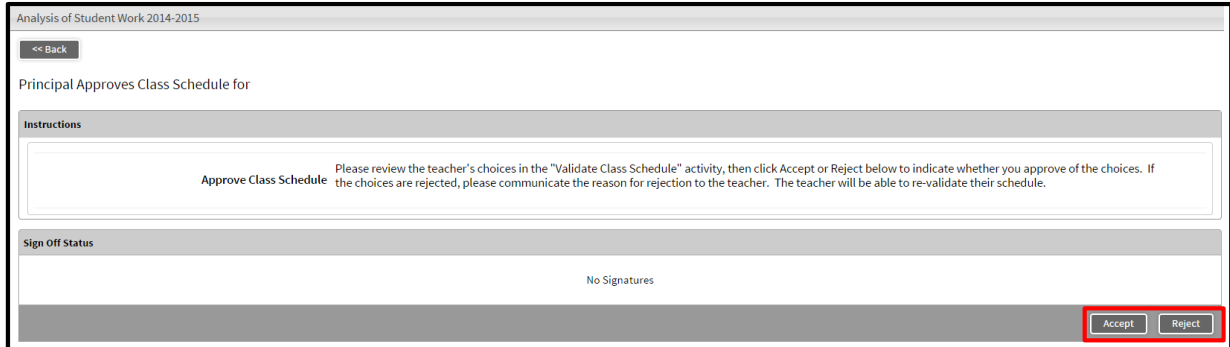 Analysis of Student Work 2014-2015
<< Back
Principal Approves Class Schedule for
Instructions
Approve Class Schedule
Please review the teacher's choices in the "Validate Class Schedule" activity, then click Accept or Reject below to indicate whether you approve of the choices. If
the choices are rejected, please communicate the reason for rejection to the teacher. The teacher will be able to re-validate their schedule.
Sign Off Status
No Signatures
Accept Reject